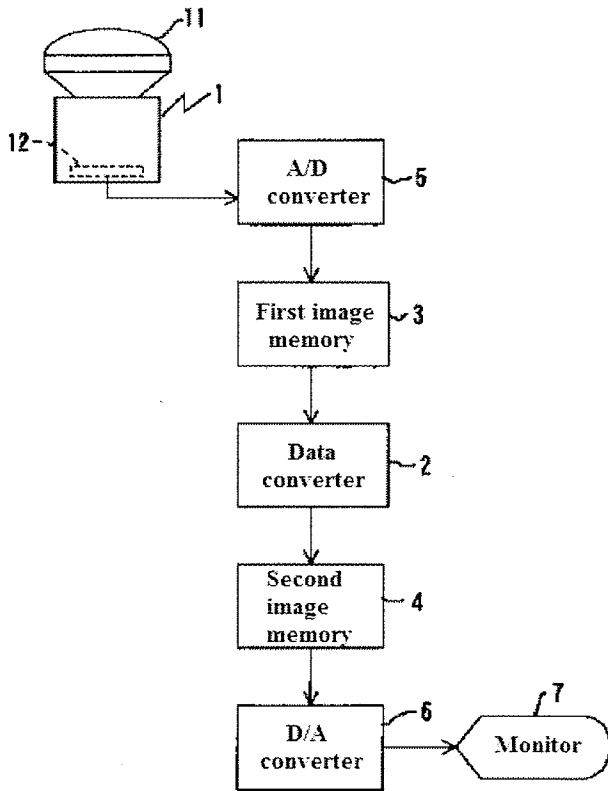 11
1
12
A/D
converter
5
First image
memory
3
Data
converter
2
Second
image
memory
4
D/A
converter
6
7
Monitor